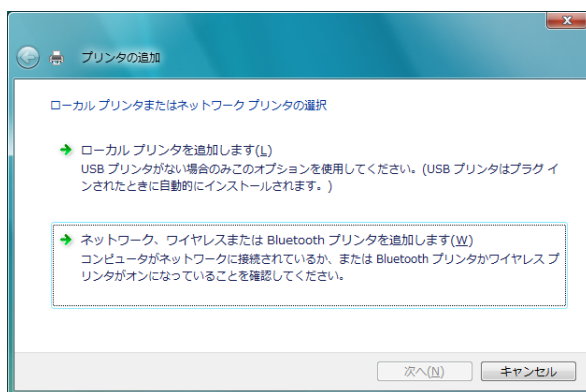 プリンタの追加
ローカル プリンタまたはネットワーク プリンタの選択
ローカル プリンタを追加します(L)
USB プリンタがない場合のみこのオプションを使用してください。(USB プリンタはプラグ イ
ンされたときに自動的にインストールされます。)
ネットワーク、ワイヤレスまたは Bluetooth プリンタを追加します(W)
コンピュータがネットワークに接続されているか、または Bluetooth プリンタかワイヤレス プ
リンタがオンになっていることを確認してください。
次へ(N) キャンセル